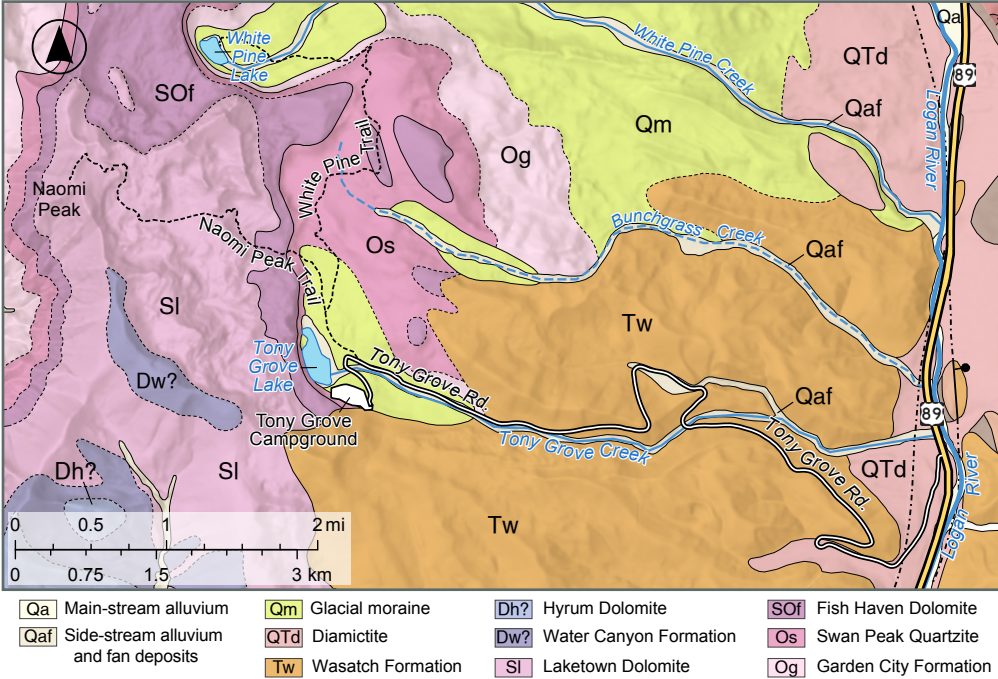 White
Pine
Lake
SOf
White Pine Creek
QTd
Qa
89
Qaf
Qm
Logan River
Og
White Pine Trail
Naomi
Peak
Naomi Peak Trail
Os
Bunchgrass Creek
Qaf
Sl
Tw
Dw?
Tony
Grove
Lake
Tony Grove Rd.
Tony Grove
Campground
Qaf
89
Tony Grove Creek
Tony Grove Rd.
QTd
Dh?
Sl
Logan River
Tw
0 0.5 1 2 mi
0 0.75 1.5 3 km
Qa Main-stream alluvium
Qaf Side-stream alluvium
and fan deposits
Qm Glacial moraine
QTd Diamictite
Tw Wasatch Formation
Dh? Hyrum Dolomite
Dw? Water Canyon Formation
Sl Laketown Dolomite
SOf Fish Haven Dolomite
Os Swan Peak Quartzite
Og Garden City Formation